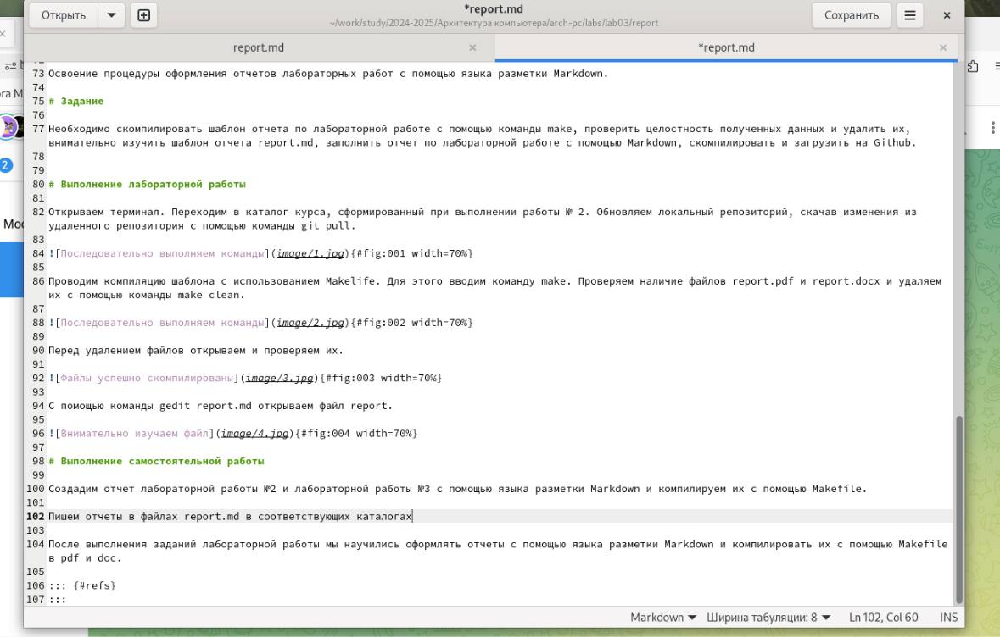 Открыть
*report.md
~/work/study/2024-2025/Архитектура компьютера/arch-pc/labs/lab03/report
Сохранить
report.md
*report.md
73 Освоение процедуры оформления отчетов лабораторных работ с помощью языка разметки Markdown.
74
75 # Задание
76
77 Необходимо скомпилировать шаблон отчета по лабораторной работе с помощью команды make, проверить целостность полученных данных и удалить их,
внимательно изучить шаблон отчета report.md, заполнить отчет по лабораторной работе с помощью Markdown, скомпилировать и загрузить на Github.
78
79
80 # Выполнение лабораторной работы
81
82 Открываем терминал. Переходим в каталог курса, сформированный при выполнении работы № 2. Обновляем локальный репозиторий, скачав изменения из
удаленного репозитория с помощью команды git pull.
83
84 ![Последовательно выполняем команды](image/1.jpg){#fig:001 width=70%}
85
86 Проводим компиляцию шаблона с использованием Makelife. Для этого вводим команду make. Проверяем наличие файлов report.pdf и report.docx и удаляем
их с помощью команды make clean.
87
88 ![Последовательно выполняем команды](image/2.jpg){#fig:002 width=70%}
89
90 Перед удалением файлов открываем и проверяем их.
91
92 ![Файлы успешно скомпилированы](image/3.jpg){#fig:003 width=70%}
93
94 С помощью команды gedit report.md открываем файл report.
95
96 ![Внимательно изучаем файл](image/4.jpg){#fig:004 width=70%}
97
98 # Выполнение самостоятельной работы
99
100 Создадим отчет лабораторной работы №2 и лабораторной работы №3 с помощью языка разметки Markdown и компилируем их с помощью Makefile.
101
102 Пишем отчеты в файлах report.md в соответствующих каталогах
103
104 После выполнения заданий лабораторной работы мы научились оформлять отчеты с помощью языка разметки Markdown и компилировать их с помощью Makefile
в pdf и doc.
105
106 ::: {#refs}
107 :::
Markdown Ширина табуляции: 8 Ln 102, Col 60 INS
2